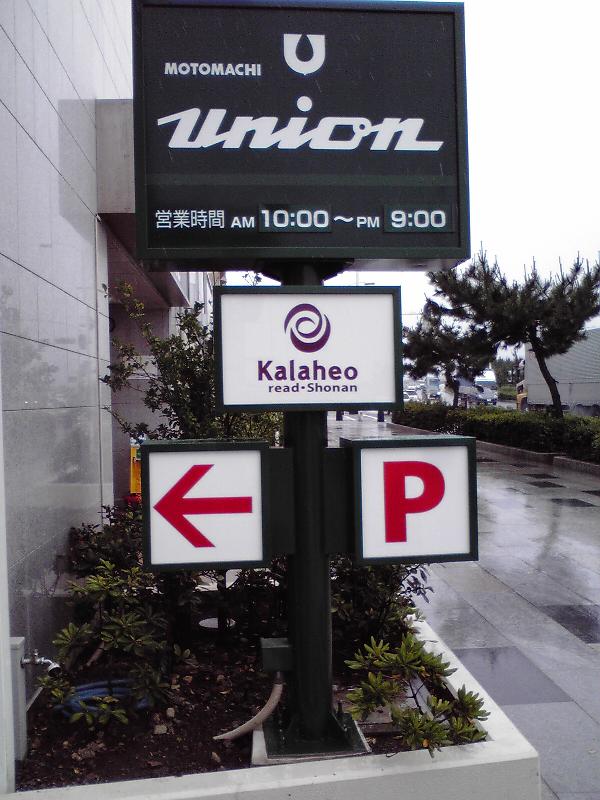 MOTOMACHI
union
営業時間 AM 10:00〜PM 9:00
Kalaheo
read・Shonan
← P